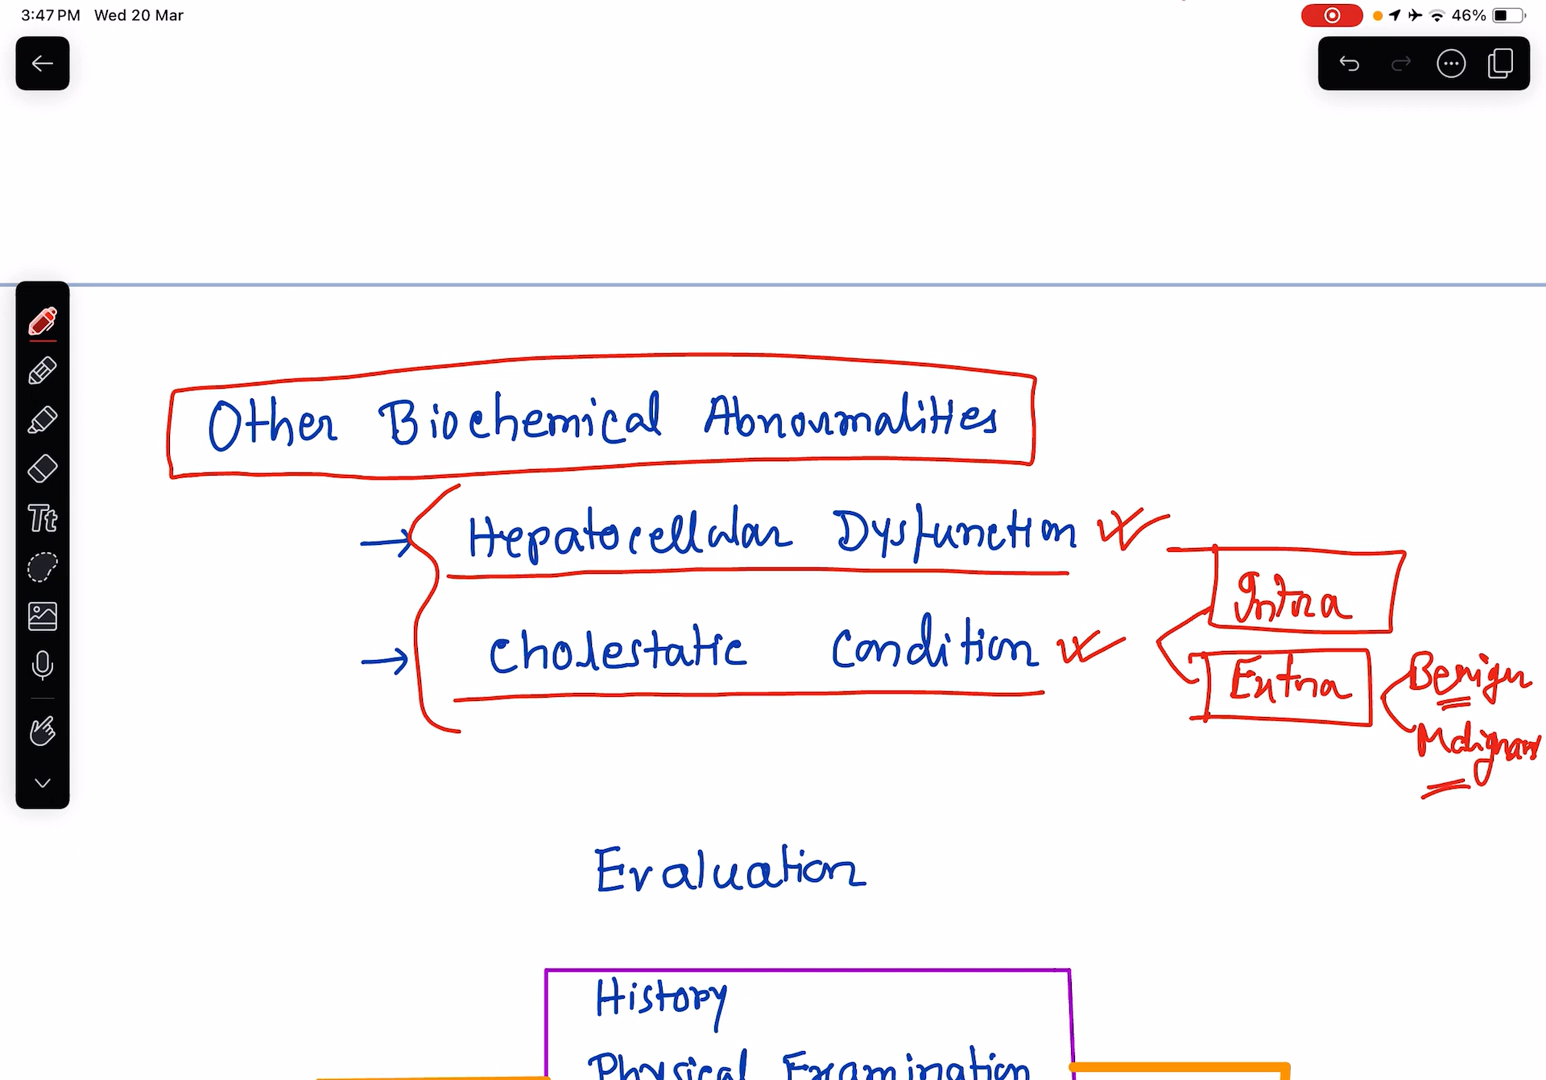 3:47 PM Wed 20 Mar
46%
Tt
Other Biochemical Abnormalities
→ Hepatocellular Dysfunction
Intra
→ Cholestatic Condition
Extra
Benign
Malignant
Evaluation
History
Physical Examination